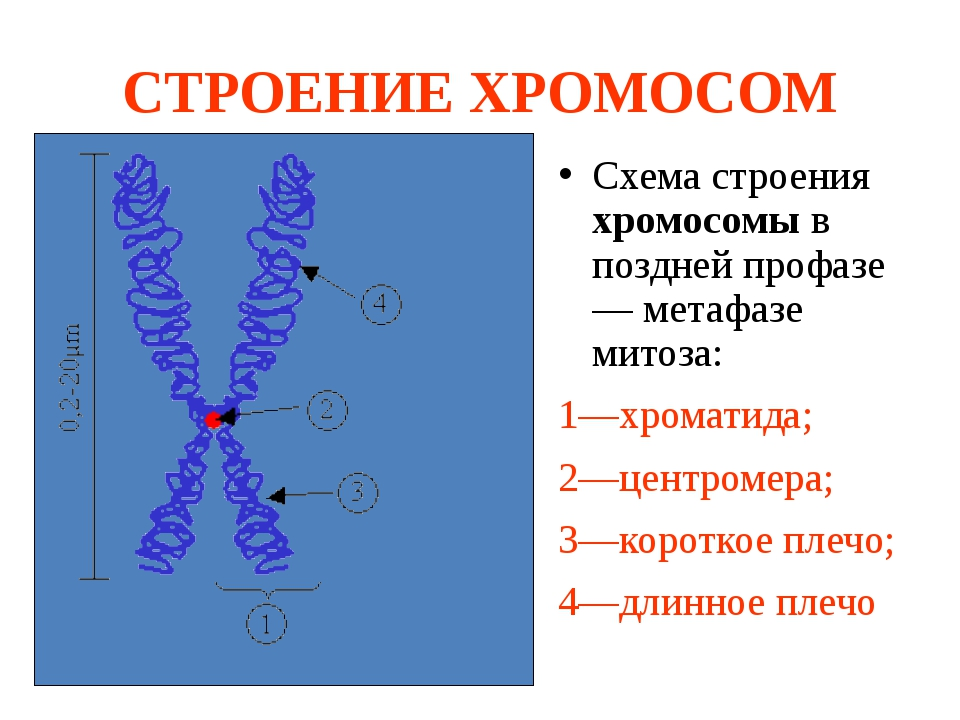 СТРОЕНИЕ ХРОМОСОМ
0,2-20μm
4
2
3
1
• Схема строения
хромосомы в
поздней профазе
— метафазе
митоза:
1—хроматида;
2—центромера;
3—короткое плечо;
4—длинное плечо